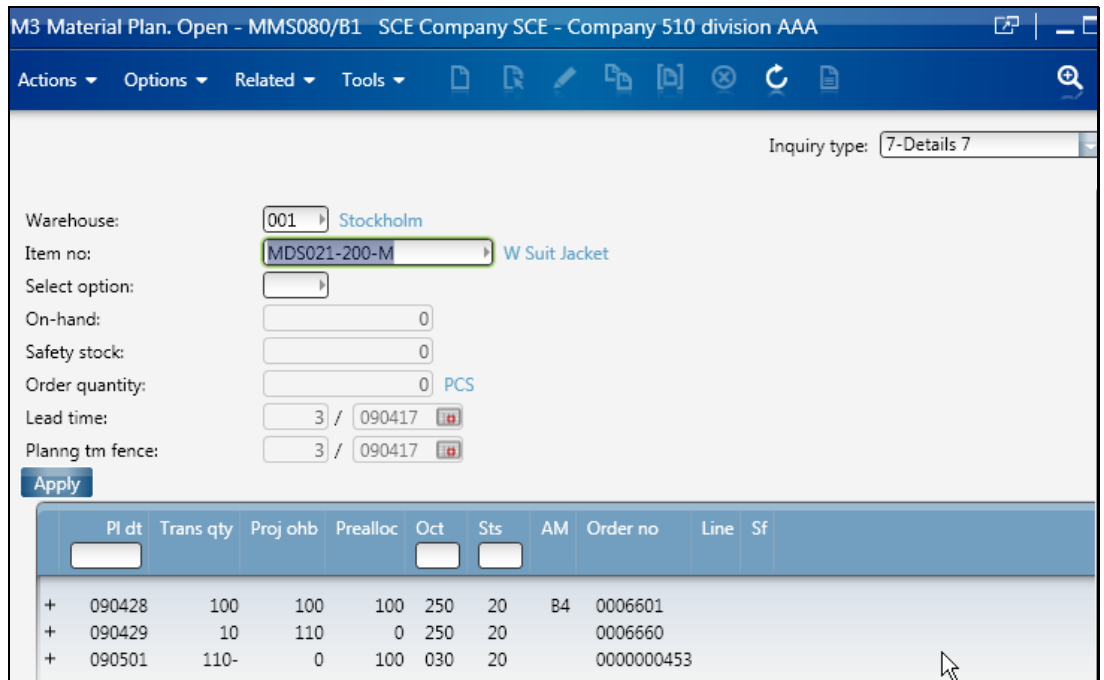 M3 Material Plan. Open - MMS080/B1 SCE Company SCE - Company 510 division AAA
Actions Options Related Tools
Inquiry type: 7-Details 7
Warehouse: 001 Stockholm
Item no: MDS021-200-M W Suit Jacket
Select option:
On-hand: 0
Safety stock: 0
Order quantity: 0 PCS
Lead time: 3 / 090417
Planng tm fence: 3 / 090417
Apply
Pl dt Trans qty Proj ohb Prealloc Oct Sts AM Order no Line Sf
+ 090428 100 100 100 250 20 B4 0006601
+ 090429 10 110 0 250 20 0006660
+ 090501 110- 0 100 030 20 0000000453